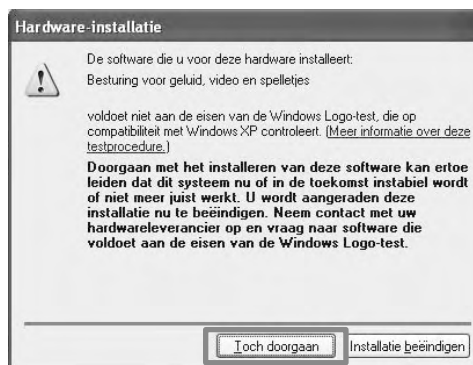 Hardware-installatie
De software die u voor deze hardware installeert:
Besturing voor geluid, video en spelletjes
voldoet niet aan de eisen van de Windows Logo-test, die op
compatibiliteit met Windows XP controleert. (Meer informatie over deze
testprocedure.)
Doorgaan met het installeren van deze software kan ertoe
leiden dat dit systeem nu of in de toekomst instabiel wordt
of niet meer juist werkt. U wordt aangeraden deze
installatie nu te beëindigen. Neem contact met uw
hardwareleverancier op en vraag naar software die
voldoet aan de eisen van de Windows Logo-test.
Toch doorgaan
Installatie beëindigen